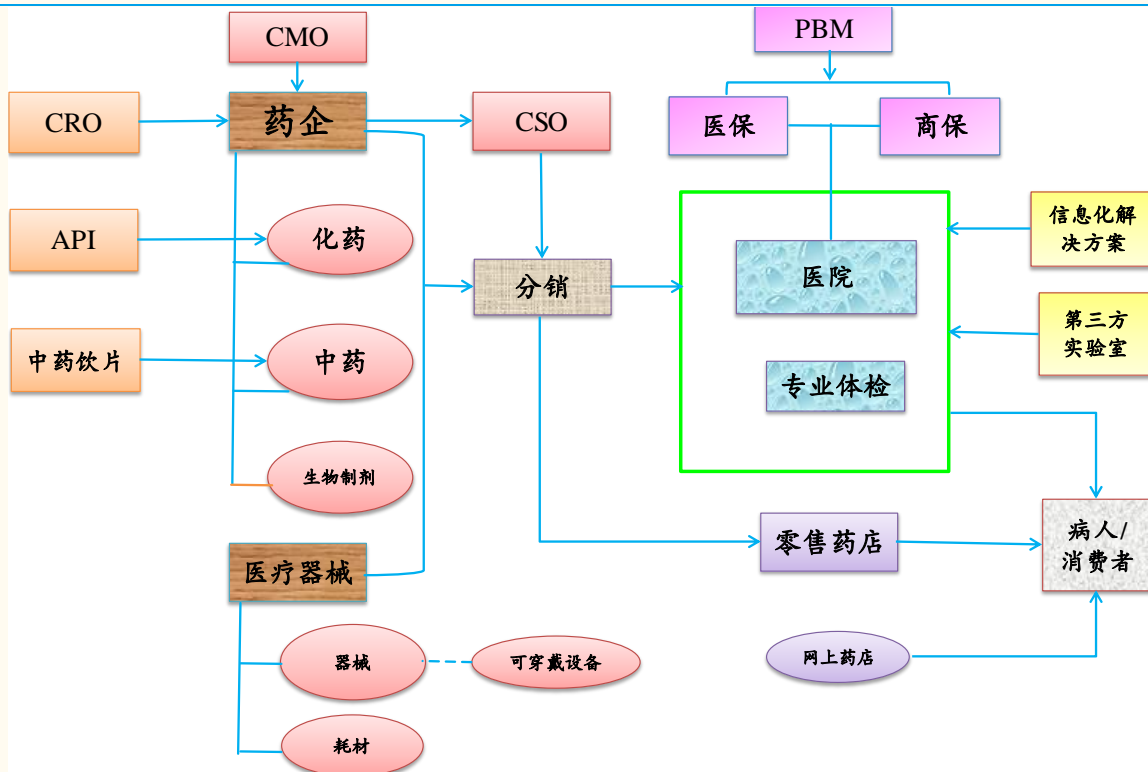 CMO
PBM
CRO
药企
CSO
医保
商保
API
化药
分销
医院
信息化解
决方案
中药饮片
中药
专业体检
第三方
实验室
生物制剂
医疗器械
零售药店
病人/
消费者
器械
可穿戴设备
网上药店
耗材